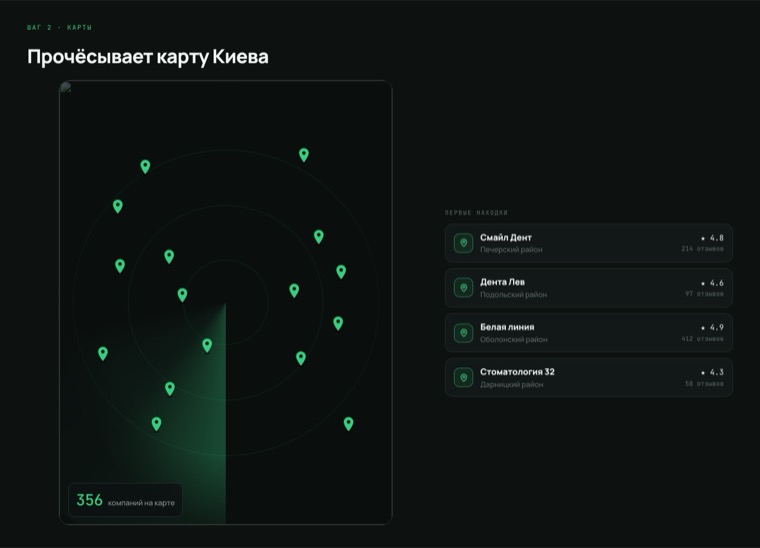 ШАГ 2 · КАРТЫ
Прочёсывает карту Киева
ПЕРВЫЕ НАХОДКИ
Смайл Дент
Печерский район
★ 4.8
214 отзывов
Дента Лев
Подольский район
★ 4.6
97 отзывов
Белая линия
Оболонский район
★ 4.9
412 отзывов
Стоматология 32
Дарницкий район
★ 4.3
58 отзывов
356 компаний на карте